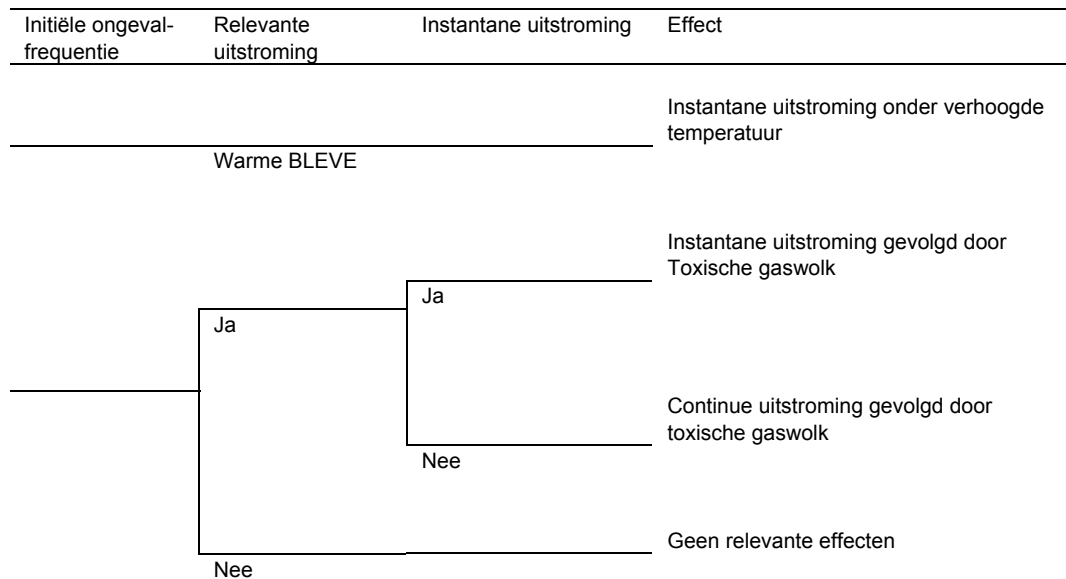 Initiële ongeval-
frequentie
Relevante
uitstroming
Instantane uitstroming
Effect
Instantane uitstroming onder verhoogde
temperatuur
Warme BLEVE
Instantane uitstroming gevolgd door
Toxische gaswolk
Ja
Ja
Continue uitstroming gevolgd door
toxische gaswolk
Nee
Geen relevante effecten
Nee